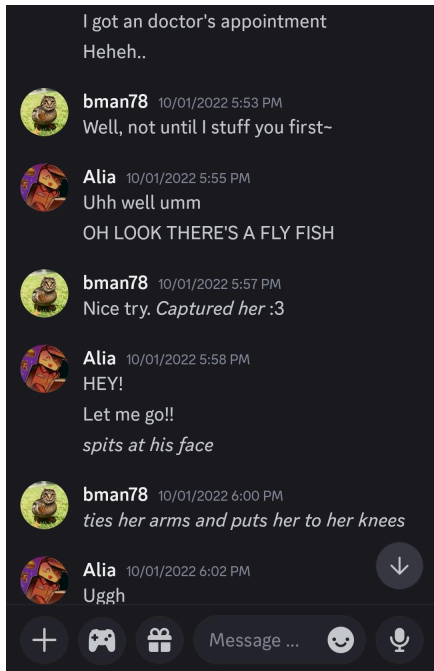 I got an doctor's appointment
Heheh..
bman78 10/01/2022 5:53 PM
Well, not until I stuff you first~
Alia 10/01/2022 5:55 PM
Uhh well umm
OH LOOK THERE'S A FLY FISH
bman78 10/01/2022 5:57 PM
Nice try. Captured her :3
Alia 10/01/2022 5:58 PM
HEY!
Let me go!!
spits at his face
bman78 10/01/2022 6:00 PM
ties her arms and puts her to her knees
Alia 10/01/2022 6:02 PM
Uggh
Message ...